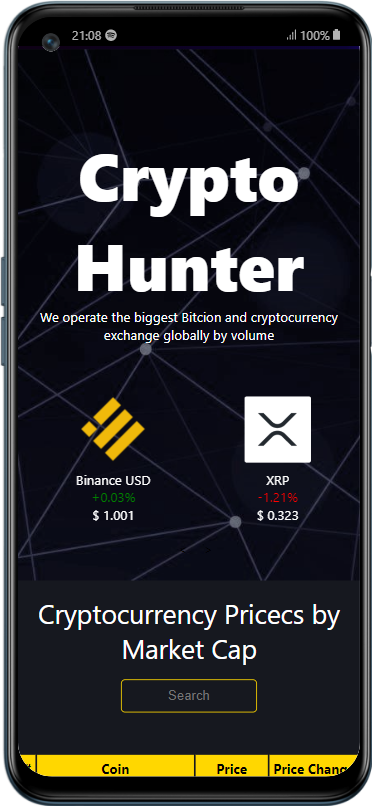 21:08 100%
Crypto
Hunter
We operate the biggest Bitcion and cryptocurrency
exchange globally by volume
Binance USD XRP
+0.03% -1.21%
$ 1.001 $ 0.323
Cryptocurrency Pricecs by
Market Cap
Search
Coin Price Price Chang